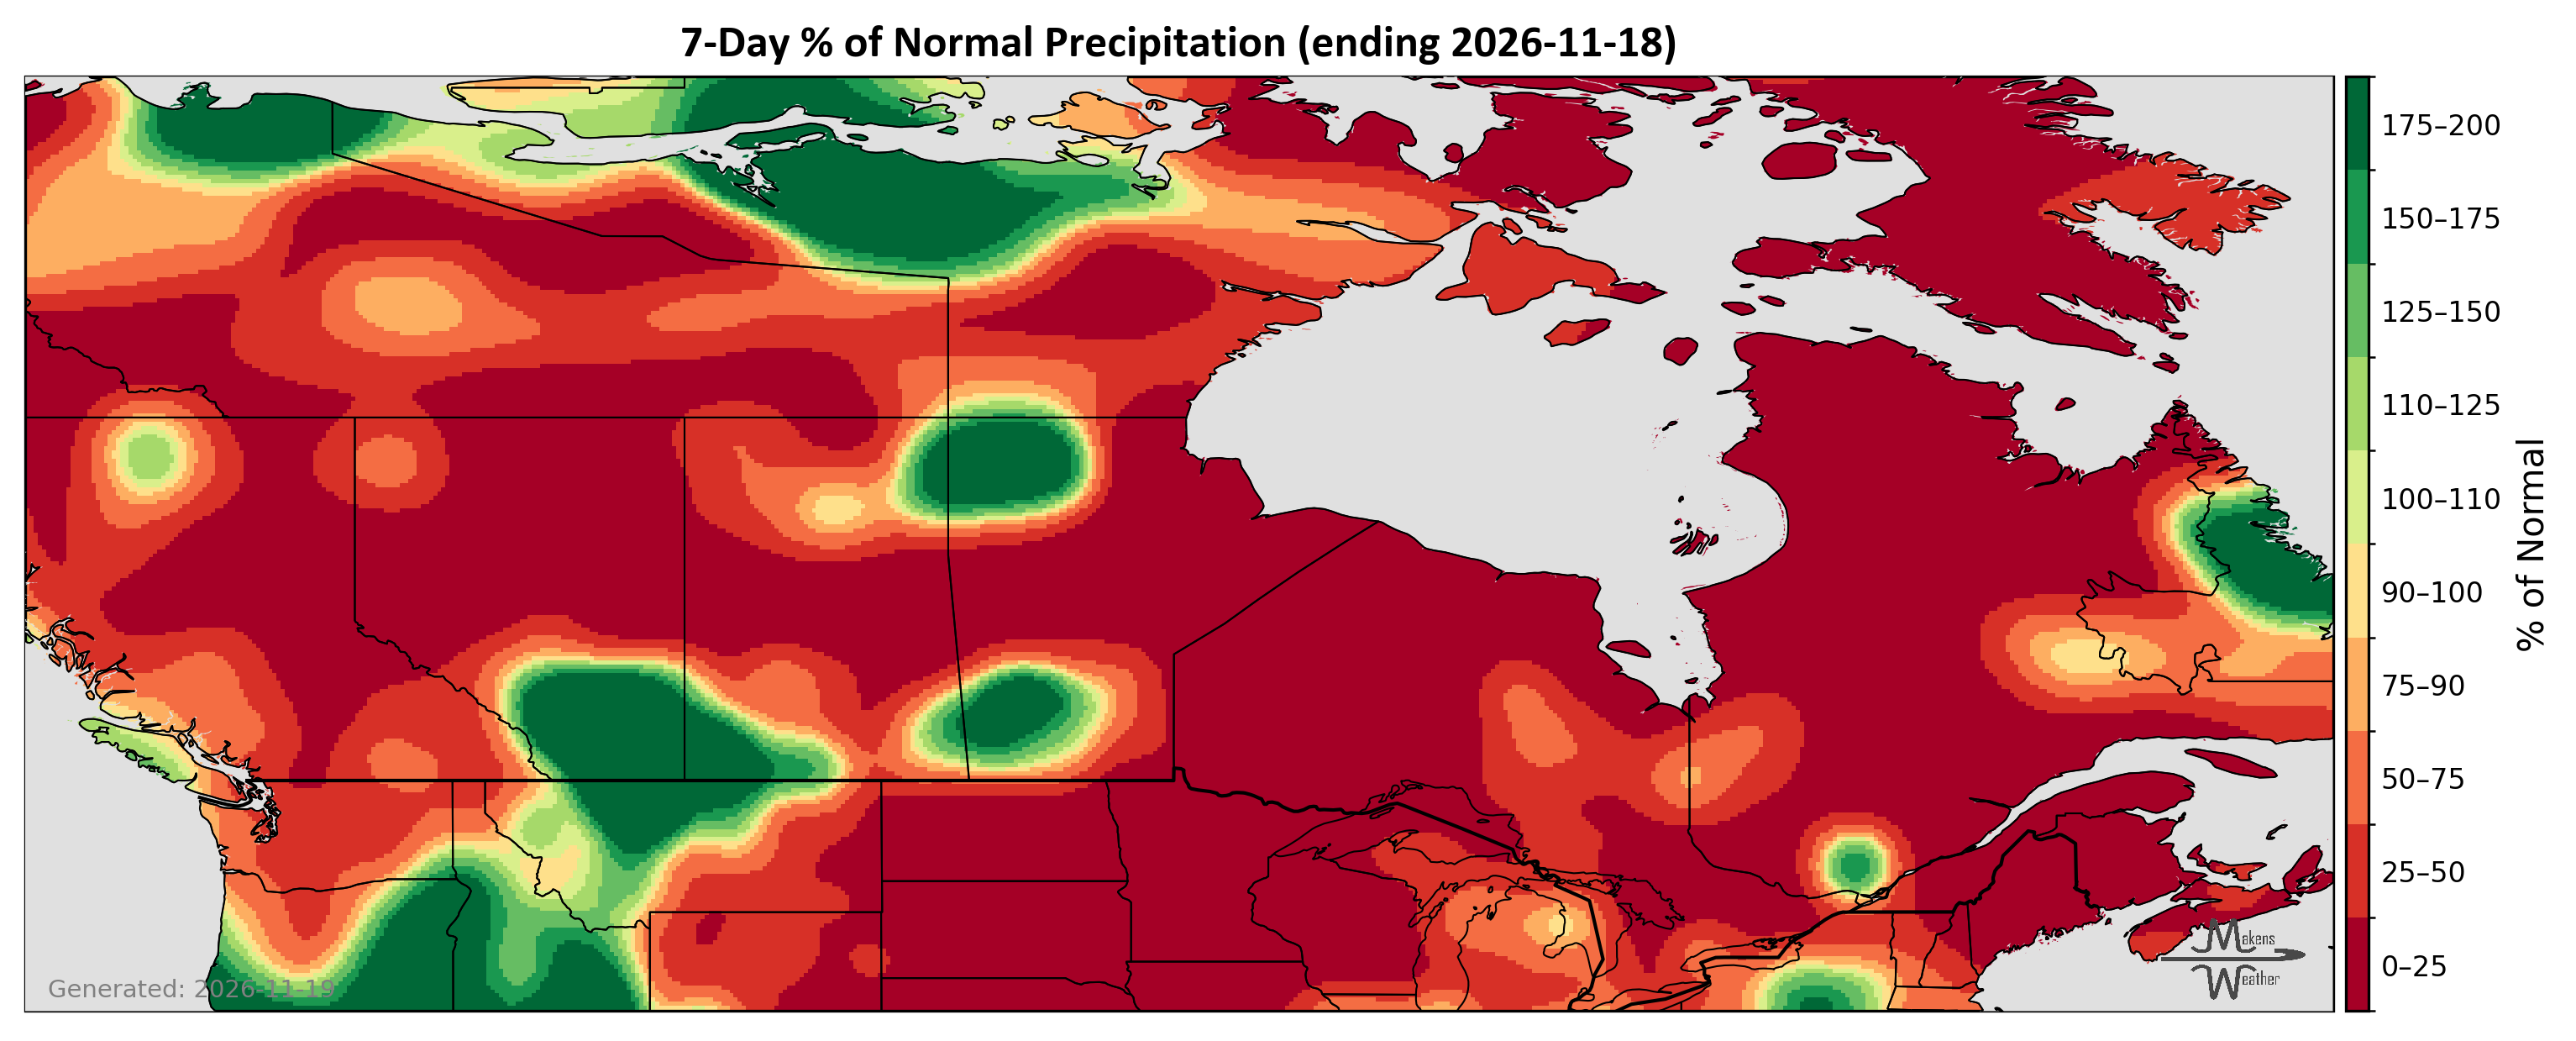 7-Day % of Normal Precipitation (ending 2026-11-18)
175–200
150–175
125–150
110–125
100–110
90–100
75–90
50–75
25–50
0–25
% of Normal
Generated: 2026-11-19
Makens
Weather